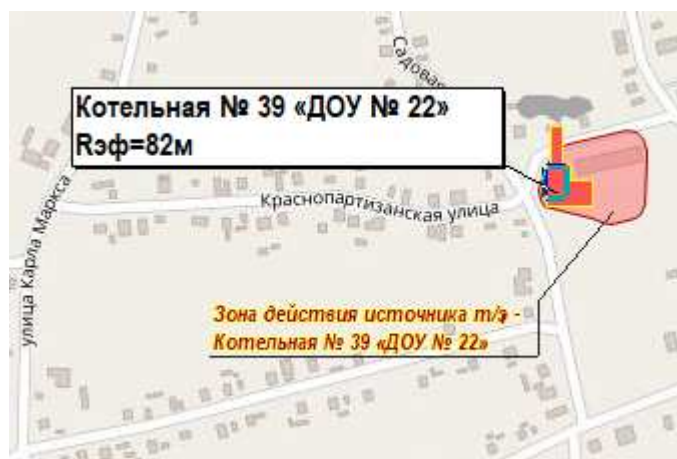 Садовая
Котельная № 39 «ДОУ № 22»
Rэф=82м
улица Карла Маркса
Краснопартизанская улица
Зона действия источника т/э -
Котельная № 39 «ДОУ № 22»